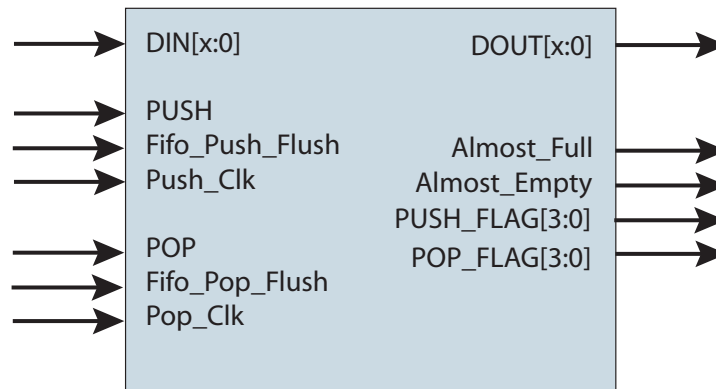 DIN[x:0]
DOUT[x:0]
PUSH
Fifo_Push_Flush
Push_Clk
Almost_Full
Almost_Empty
PUSH_FLAG[3:0]
POP_FLAG[3:0]
POP
Fifo_Pop_Flush
Pop_Clk